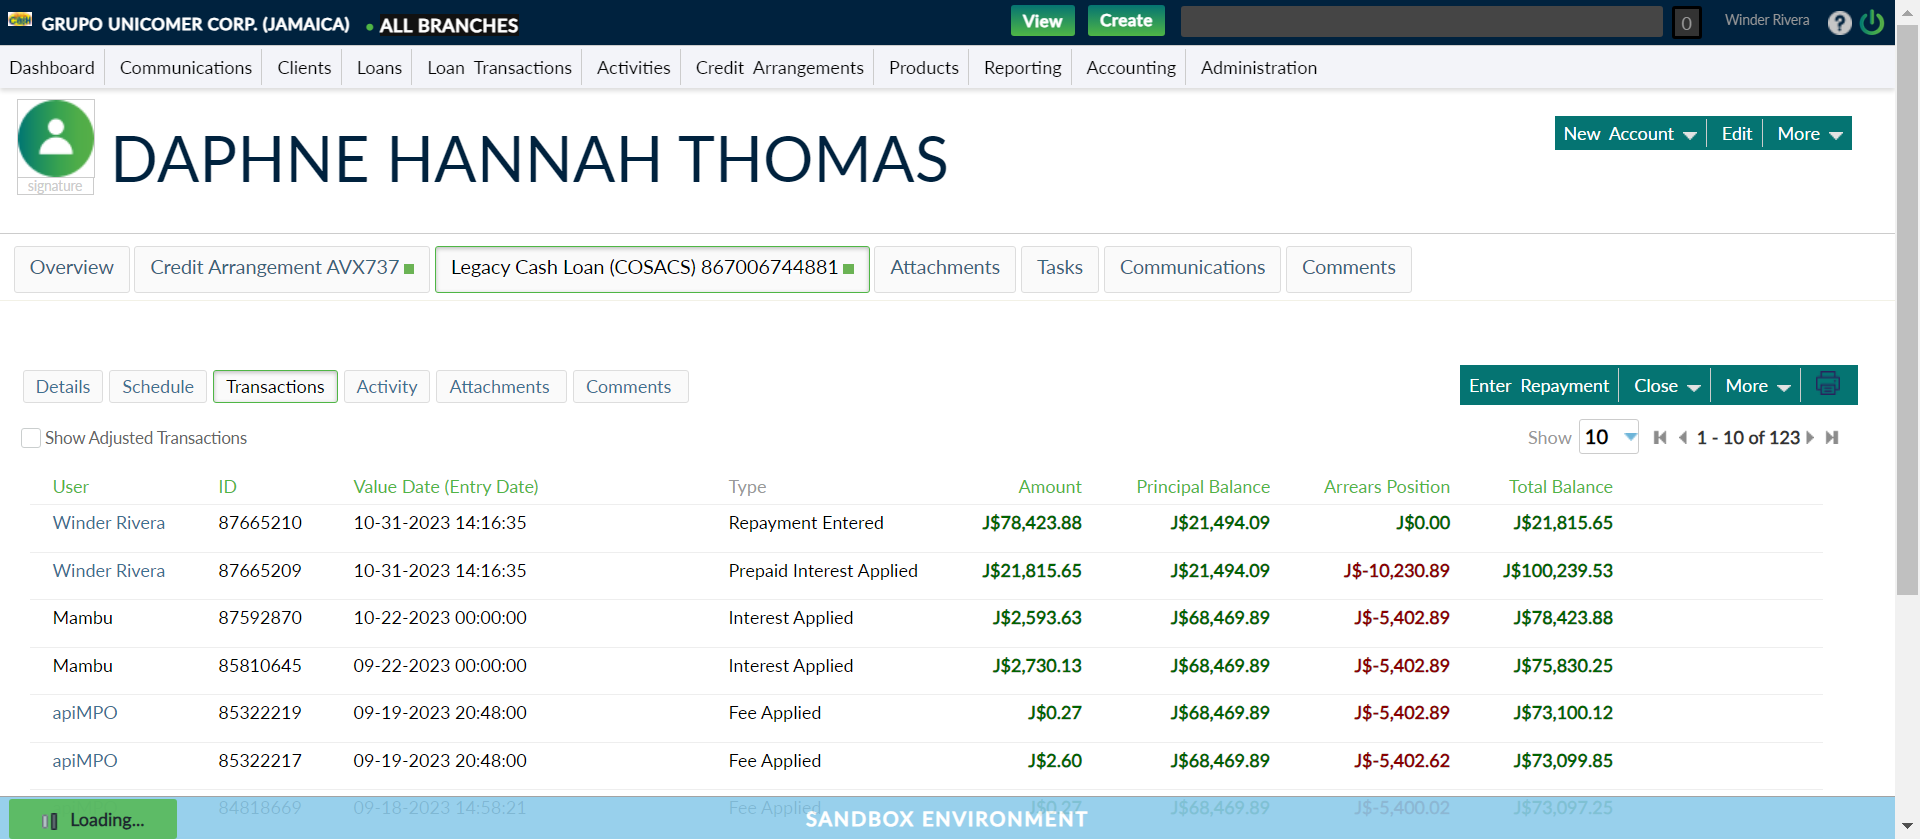 Cash GRUPO UNICOMER CORP. (JAMAICA) ALL BRANCHES View Create 0 Winder Rivera ?
Dashboard Communications Clients Loans Loan Transactions Activities Credit Arrangements Products Reporting Accounting Administration
DAPHNE HANNAH THOMAS
signature
New Account Edit More
Overview Credit Arrangement AVX737 Legacy Cash Loan (COSACS) 867006744881 Attachments Tasks Communications Comments
Details Schedule Transactions Activity Attachments Comments Enter Repayment Close More
Show Adjusted Transactions Show 10 1 - 10 of 123
User ID Value Date (Entry Date) Type Amount Principal Balance Arrears Position Total Balance
Winder Rivera 87665210 10-31-2023 14:16:35 Repayment Entered J$78,423.88 J$21,494.09 J$0.00 J$21,815.65
Winder Rivera 87665209 10-31-2023 14:16:35 Prepaid Interest Applied J$21,815.65 J$21,494.09 J$-10,230.89 J$100,239.53
Mambu 87592870 10-22-2023 00:00:00 Interest Applied J$2,593.63 J$68,469.89 J$-5,402.89 J$78,423.88
Mambu 85810645 09-22-2023 00:00:00 Interest Applied J$2,730.13 J$68,469.89 J$-5,402.89 J$75,830.25
apiMPO 85322219 09-19-2023 20:48:00 Fee Applied J$0.27 J$68,469.89 J$-5,402.89 J$73,100.12
apiMPO 85322217 09-19-2023 20:48:00 Fee Applied J$2.60 J$68,469.89 J$-5,402.62 J$73,099.85
84818669 09-18-2023 14:58:21 Fee Applied J$0.27 J$68,469.89 J$-5,400.02 J$73,097.25
Loading... SANDBOX ENVIRONMENT